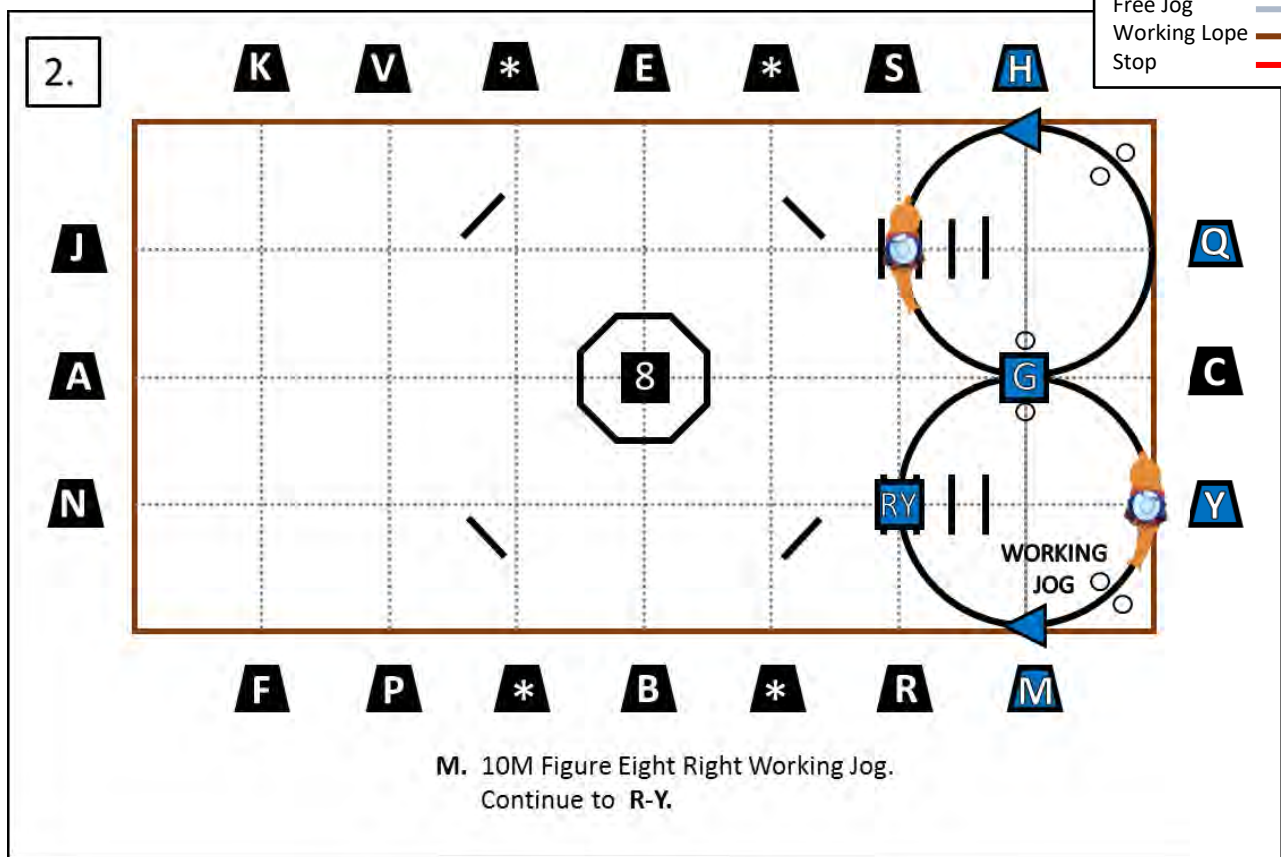 Free Jog
Working Lope
Stop
2.
K V * E * S H
J Q
A 8 G C
N RY Y
WORKING
JOG
F P * B * R M
M. 10M Figure Eight Right Working Jog.
Continue to R-Y.